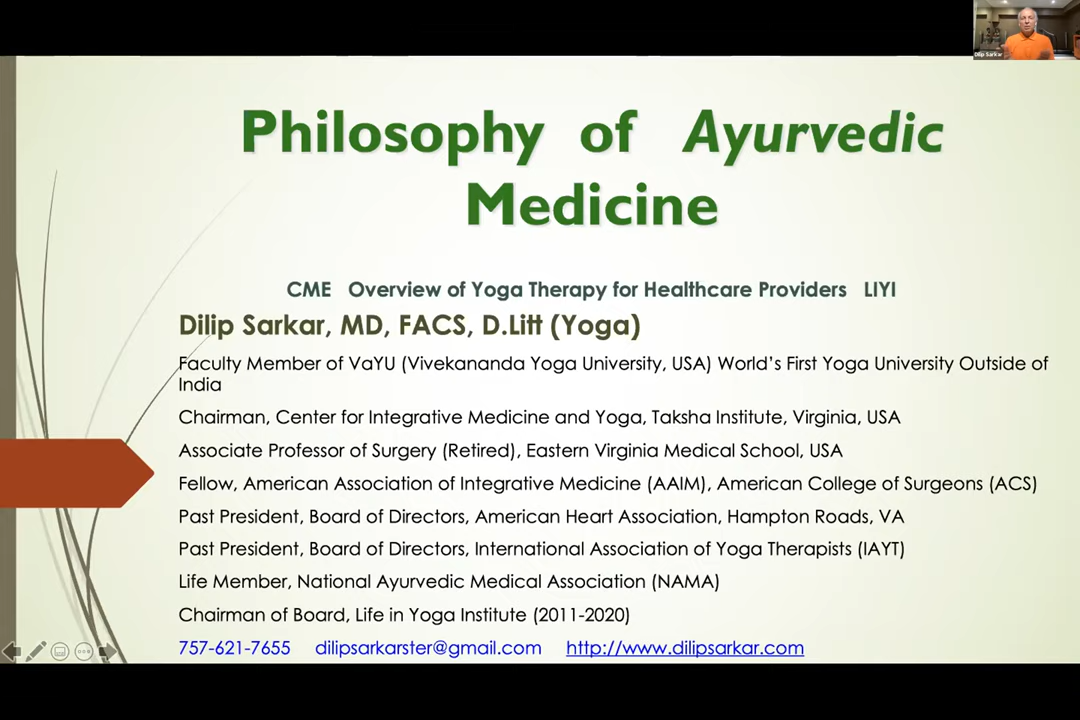 Dilip Sarkar
Philosophy of Ayurvedic
Medicine
CME Overview of Yoga Therapy for Healthcare Providers LIYI
Dilip Sarkar, MD, FACS, D.Litt (Yoga)
Faculty Member of VaYU (Vivekananda Yoga University, USA) World’s First Yoga University Outside of
India
Chairman, Center for Integrative Medicine and Yoga, Taksha Institute, Virginia, USA
Associate Professor of Surgery (Retired), Eastern Virginia Medical School, USA
Fellow, American Association of Integrative Medicine (AAIM), American College of Surgeons (ACS)
Past President, Board of Directors, American Heart Association, Hampton Roads, VA
Past President, Board of Directors, International Association of Yoga Therapists (IAYT)
Life Member, National Ayurvedic Medical Association (NAMA)
Chairman of Board, Life in Yoga Institute (2011-2020)
757-621-7655 dilipsarkarster@gmail.com http://www.dilipsarkar.com